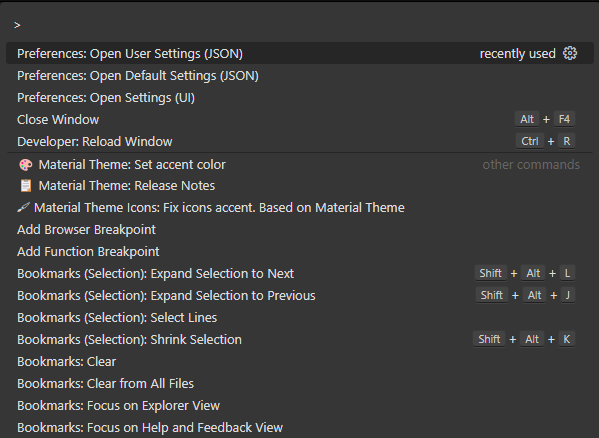 >
Preferences: Open User Settings (JSON) recently used
Preferences: Open Default Settings (JSON)
Preferences: Open Settings (UI)
Close Window Alt + F4
Developer: Reload Window Ctrl + R
Material Theme: Set accent color other commands
Material Theme: Release Notes
Material Theme Icons: Fix icons accent. Based on Material Theme
Add Browser Breakpoint
Add Function Breakpoint
Bookmarks (Selection): Expand Selection to Next Shift + Alt + L
Bookmarks (Selection): Expand Selection to Previous Shift + Alt + J
Bookmarks (Selection): Select Lines
Bookmarks (Selection): Shrink Selection Shift + Alt + K
Bookmarks: Clear
Bookmarks: Clear from All Files
Bookmarks: Focus on Explorer View
Bookmarks: Focus on Help and Feedback View